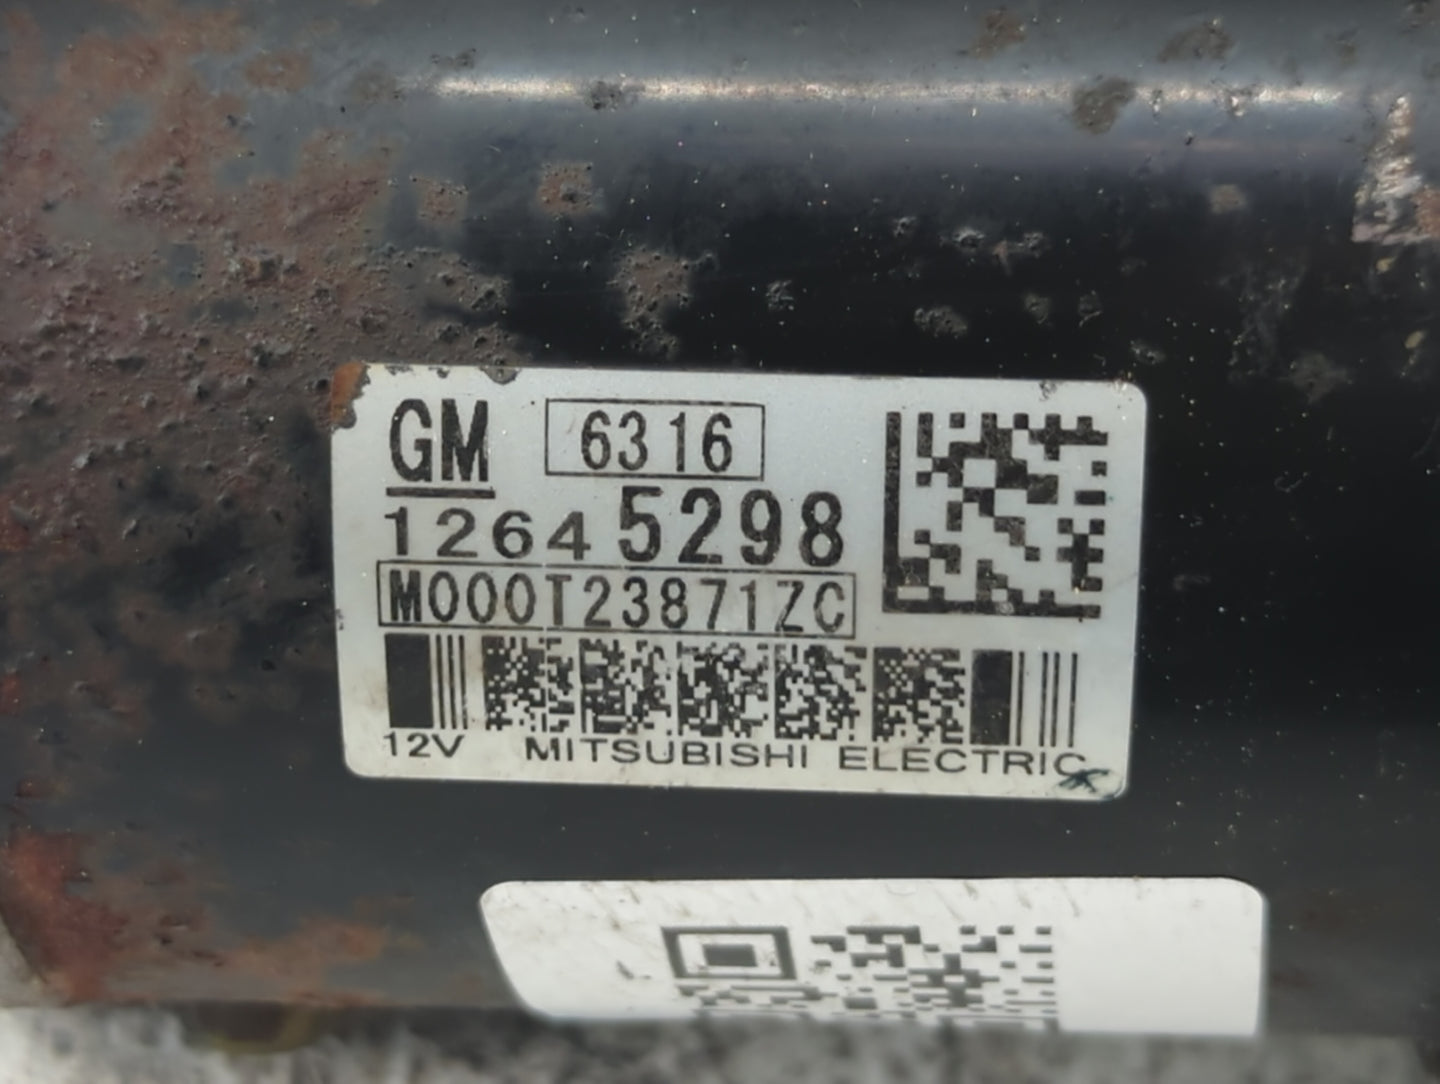 GM 6316
12645298
M000T23871ZC
12V MITSUBISHI ELECTRIC